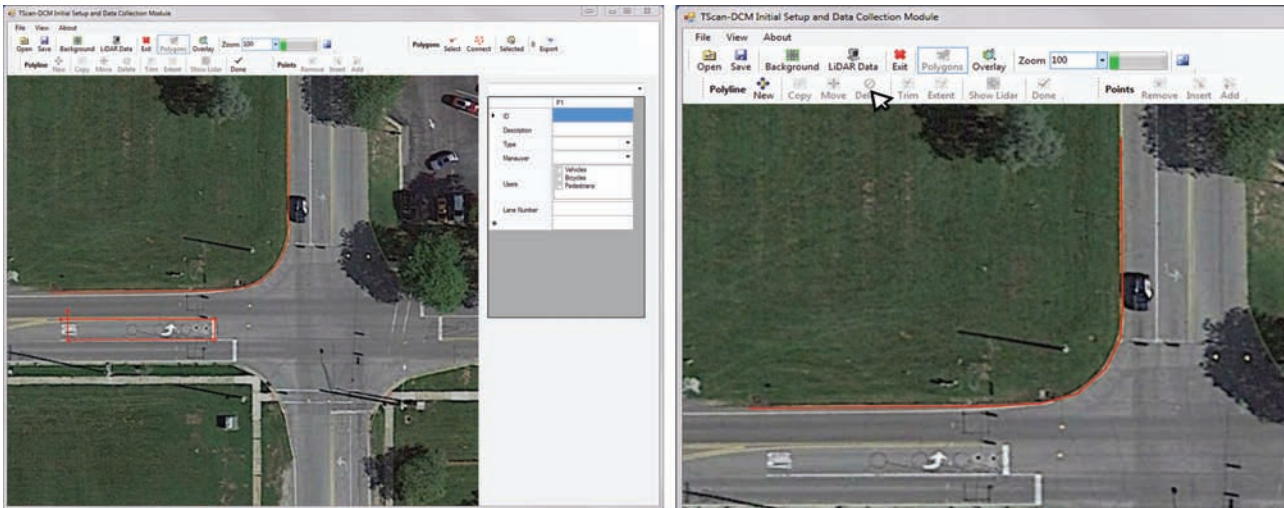 TScan-DCM Initial Setup and Data Collection Module
File View About
Open Save Background LiDAR Data Exit Polygons Overlay Zoom 100
Polygons Select Connect Selected 0 Export
Polyline New Copy Move Delete Trim Extent Show Lidar Done Points Remove Insert Add
P1
ID
Description
Type
Maneuver
Users
Vehicles
Bicycles
Pedestrians
Lane Number
TScan-DCM Initial Setup and Data Collection Module
File View About
Open Save Background LiDAR Data Exit Polygons Overlay Zoom 100
Polyline New Copy Move Trim Extent Show Lidar Done Points Remove Insert Add